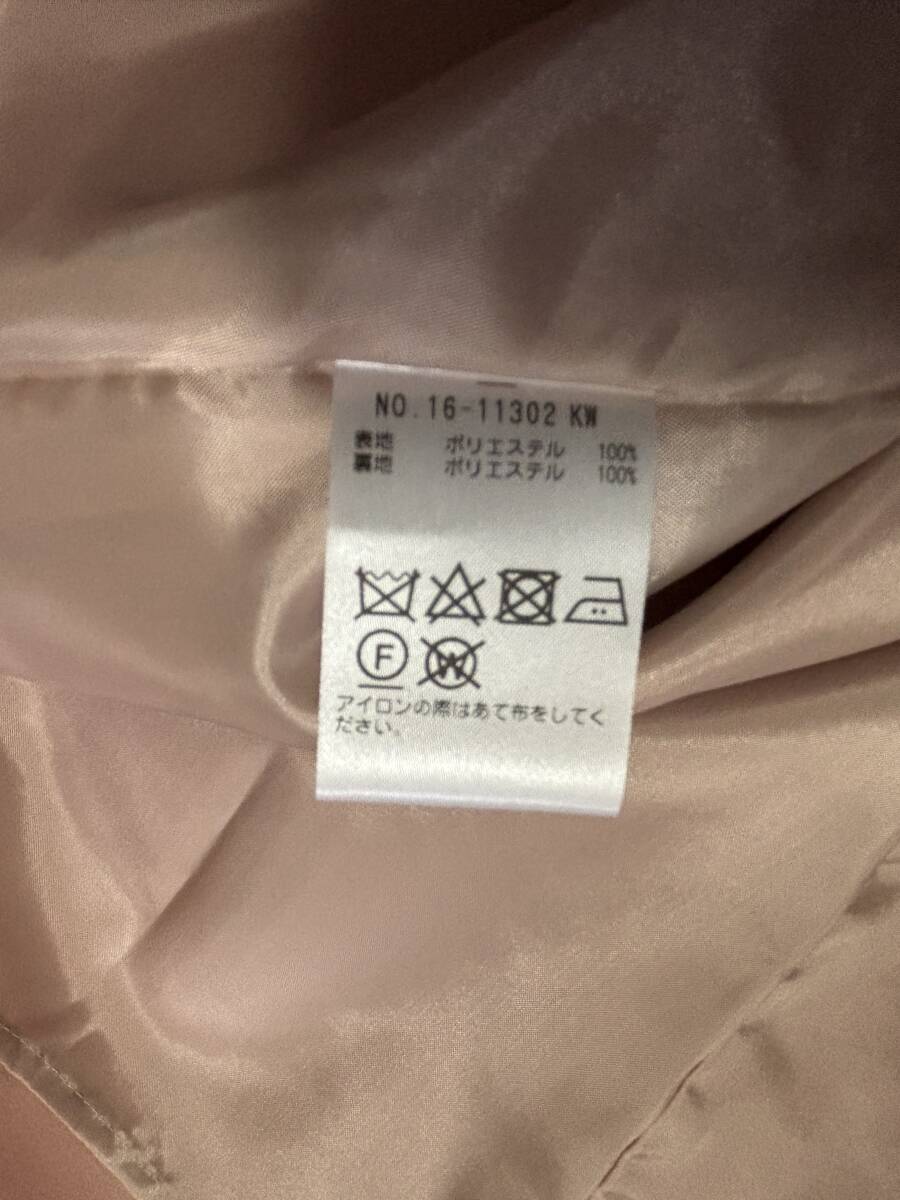 NO.16-11302 KW
表地 ポリエステル 100%
裏地 ポリエステル 100%
F W
アイロンの際はあて布をしてく
ださい。